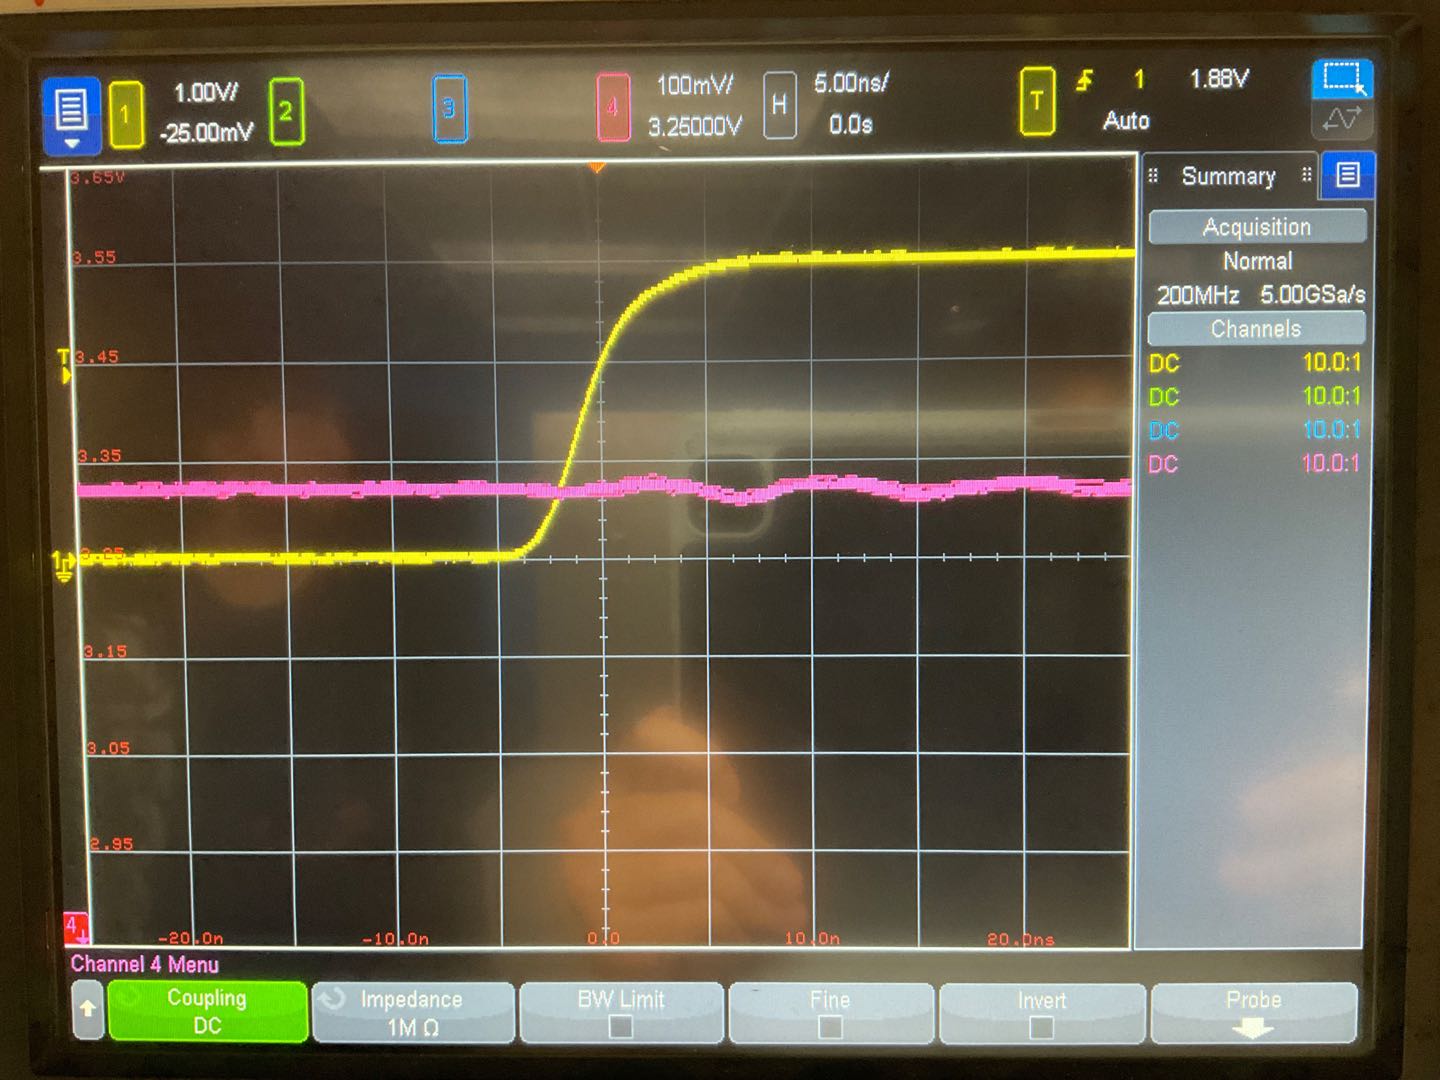 1 1.00V/ 2 3 4 100mV/ H 5.00ns/ T 1 1.88V
-25.00mV 3.25000V 0.0s Auto
Summary
Acquisition
Normal
200MHz 5.00GSa/s
Channels
DC 10.0:1
DC 10.0:1
DC 10.0:1
DC 10.0:1
3.65V
3.55
T 3.45
3.35
1 3.25
3.15
3.05
2.95
4
-20.0n -10.0n 0.0 10.0n 20.0ns
Channel 4 Menu
Coupling Impedance BW Limit Fine Invert Probe
DC 1M Ω